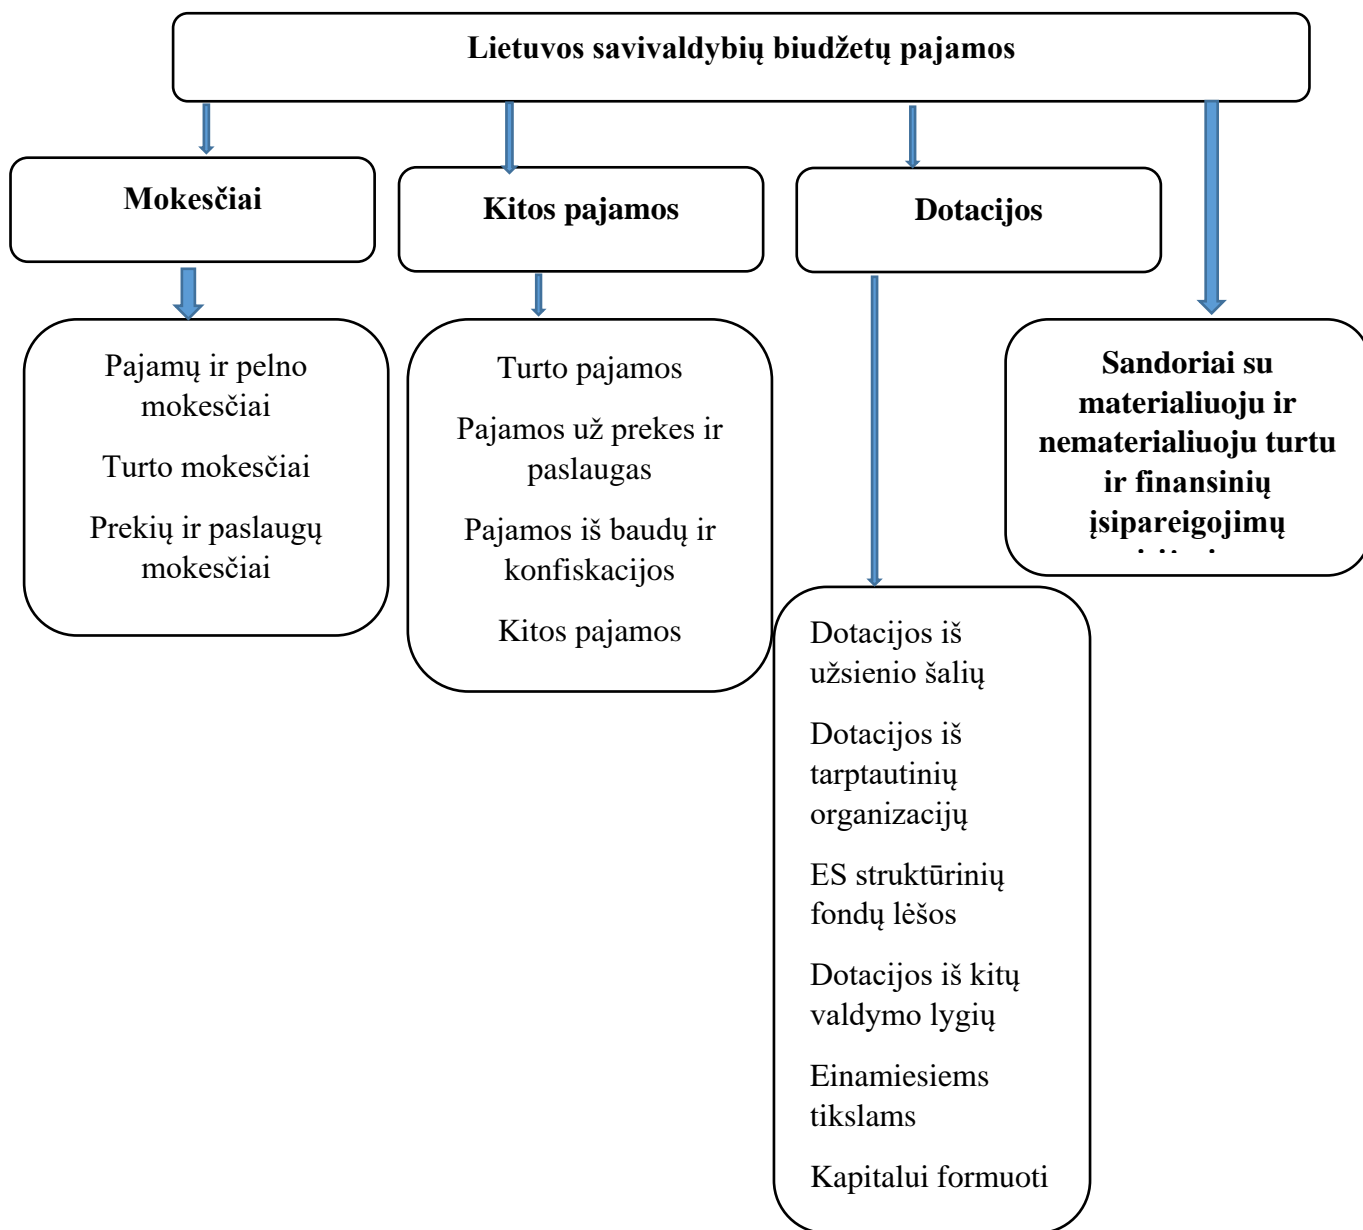 Lietuvos savivaldybių biudžetų pajamos
Mokesčiai
Kitos pajamos
Dotacijos
Pajamų ir pelno
mokesčiai
Turto mokesčiai
Prekių ir paslaugų
mokesčiai
Turto pajamos
Pajamos už prekes ir
paslaugas
Pajamos iš baudų ir
konfiskacijos
Kitos pajamos
Sandoriai su
materialiuoju ir
nematerialiuoju turtu
ir finansinių
įsipareigojimų
Dotacijos iš
užsienio šalių
Dotacijos iš
tarptautinių
organizacijų
ES struktūrinių
fondų lėšos
Dotacijos iš kitų
valdymo lygių
Einamiesiems
tikslams
Kapitalui formuoti